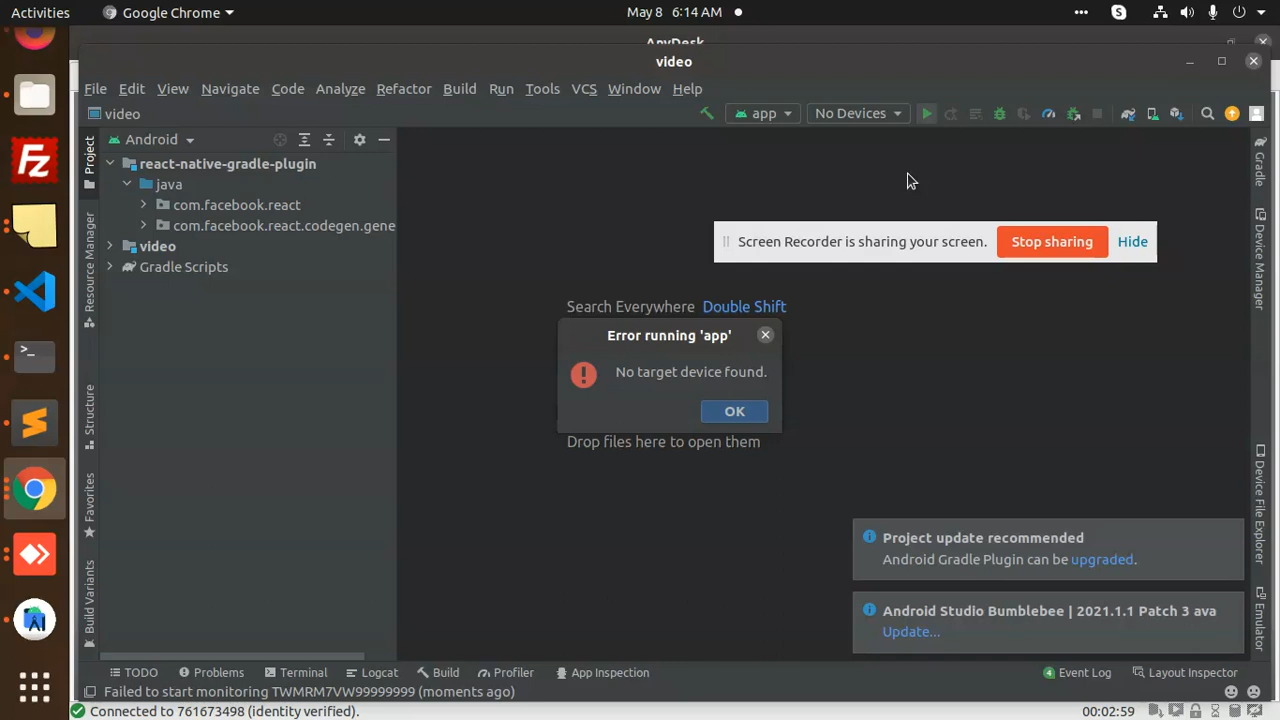 Activities
Google Chrome
May 8 6:14 AM
AnyDesk
video
File Edit View Navigate Code Analyze Refactor Build Run Tools VCS Window Help
video
app
No Devices
Project
Resource Manager
Structure
Favorites
Build Variants
Android
react-native-gradle-plugin
java
com.facebook.react
com.facebook.react.codegen.gene
video
Gradle Scripts
Screen Recorder is sharing your screen. Stop sharing Hide
Search Everywhere Double Shift
Error running 'app'
No target device found.
OK
Drop files here to open them
Project update recommended
Android Gradle Plugin can be upgraded.
Android Studio Bumblebee | 2021.1.1 Patch 3 ava
Update...
Gradle
Device Manager
Device File Explorer
Emulator
TODO Problems Terminal Logcat Build Profiler App Inspection 4 Event Log Layout Inspector
Failed to start monitoring TWMRM7VW99999999 (moments ago)
Connected to 761673498 (identity verified). 00:02:59